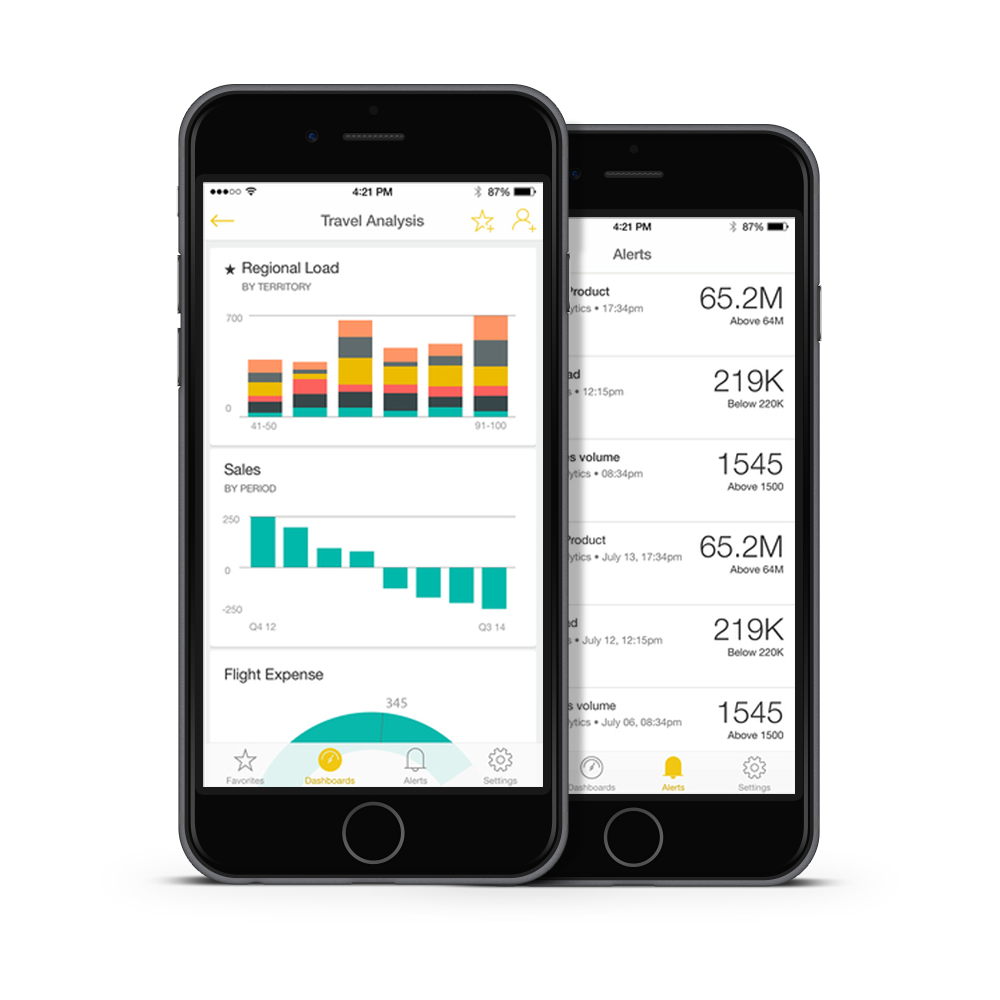 4:21 PM
87%
Travel Analysis
Regional Load
BY TERRITORY
700
0
41-50
91-100
Sales
BY PERIOD
250
0
-250
Q4 12
Q3 14
Flight Expense
345
Favorites
Dashboards
Alerts
Settings
4:21 PM
87%
Alerts
Product
65.2M
lytics • 17:34pm
Above 64M
ad
219K
s • 12:15pm
Below 220K
s volume
1545
lytics • 08:34pm
Above 1500
Product
65.2M
lytics • July 13, 17:34pm
Above 64M
ad
219K
s • July 12, 12:15pm
Below 220K
s volume
1545
lytics • July 06, 08:34pm
Above 1500
Dashboards
Alerts
Settings